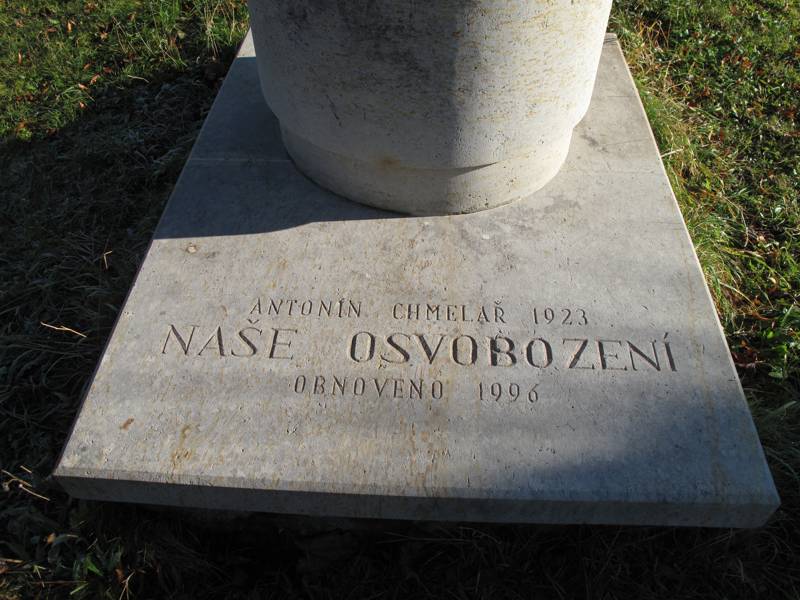 ANTONÍN CHMELAŘ 1923
NAŠE OSVOBOZENÍ
OBNOVENO 1996